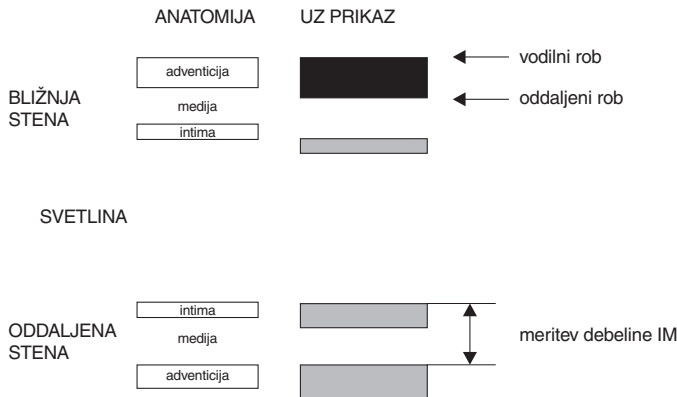 ANATOMIJA UZ PRIKAZ
adventicija
vodilni rob
BLIŽNJA
STENA
medija
oddaljeni rob
intima
SVETLINA
intima
ODDALJENA
STENA
medija
meritev debeline IM
adventicija